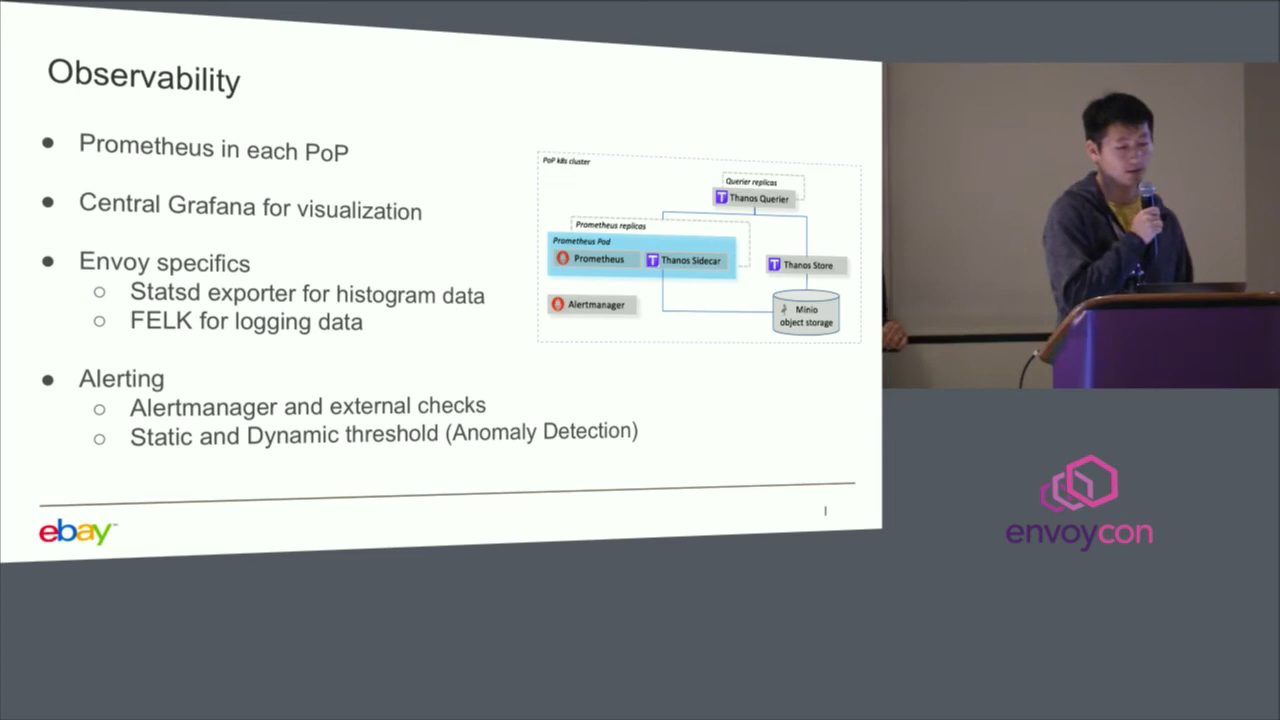 Observability
● Prometheus in each PoP
● Central Grafana for visualization
● Envoy specifics
○ Statsd exporter for histogram data
○ FELK for logging data
● Alerting
○ Alertmanager and external checks
○ Static and Dynamic threshold (Anomaly Detection)
PoP k8s cluster
Querier replicas
T Thanos Querier
Prometheus replicas
Prometheus Pod
Prometheus
T Thanos Sidecar
T Thanos Store
Alertmanager
Minio
object storage
ebay™
envoycon